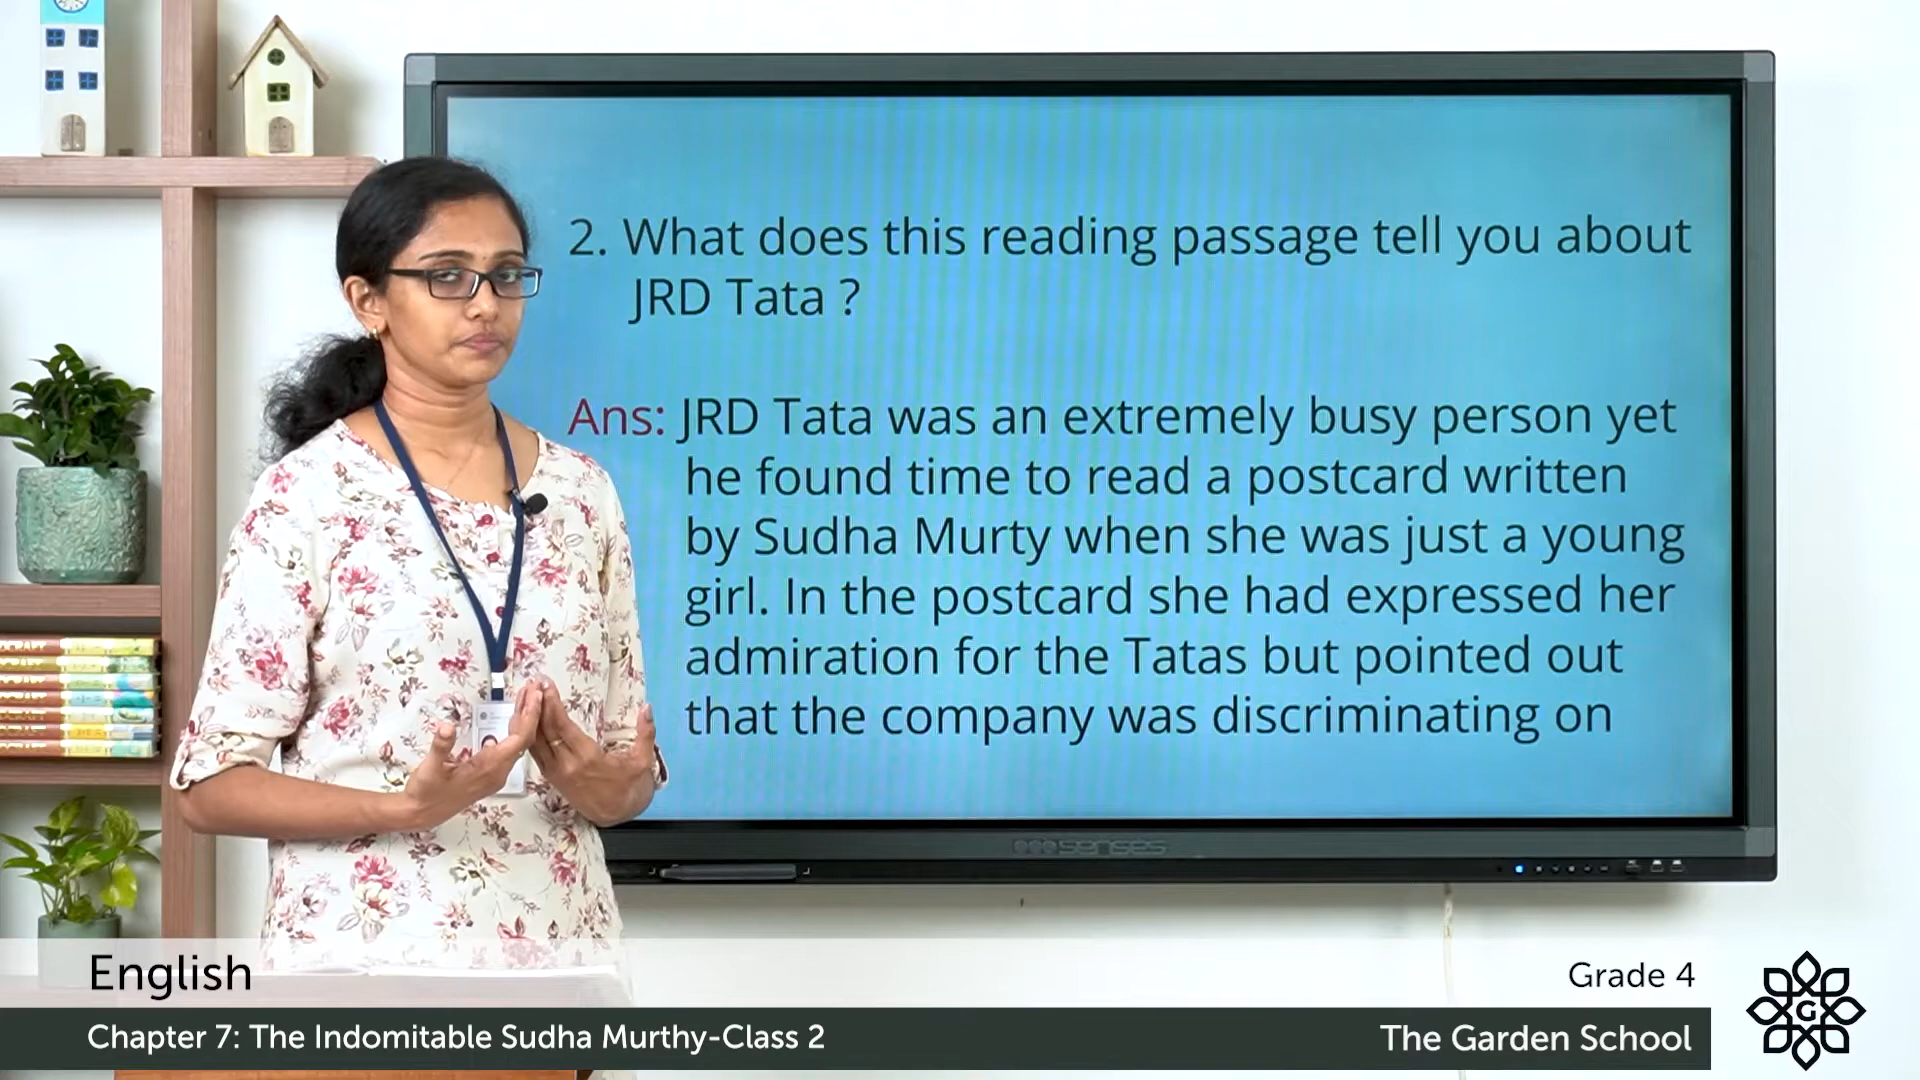 2. What does this reading passage tell you about
JRD Tata ?
Ans: JRD Tata was an extremely busy person yet
he found time to read a postcard written
by Sudha Murty when she was just a young
girl. In the postcard she had expressed her
admiration for the Tatas but pointed out
that the company was discriminating on
senses
English
Grade 4
Chapter 7: The Indomitable Sudha Murthy-Class 2
The Garden School
G